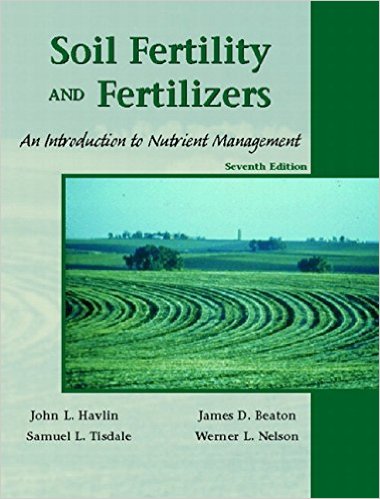 Soil Fertility
AND Fertilizers
An Introduction to Nutrient Management
Seventh Edition
John L. Havlin
James D. Beaton
Samuel L. Tisdale
Werner L. Nelson